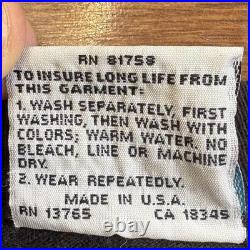 RN 81758
TO INSURE LONG LIFE FROM
THIS GARMENT:
1. WASH SEPARATELY, FIRST
WASHING, THEN WASH WITH
COLORS; WARM WATER. NO
BLEACH, LINE OR MACHINE
DRY.
2. WEAR REPEATEDLY.
MADE IN U.S.A.
RN 13765 CA 18345